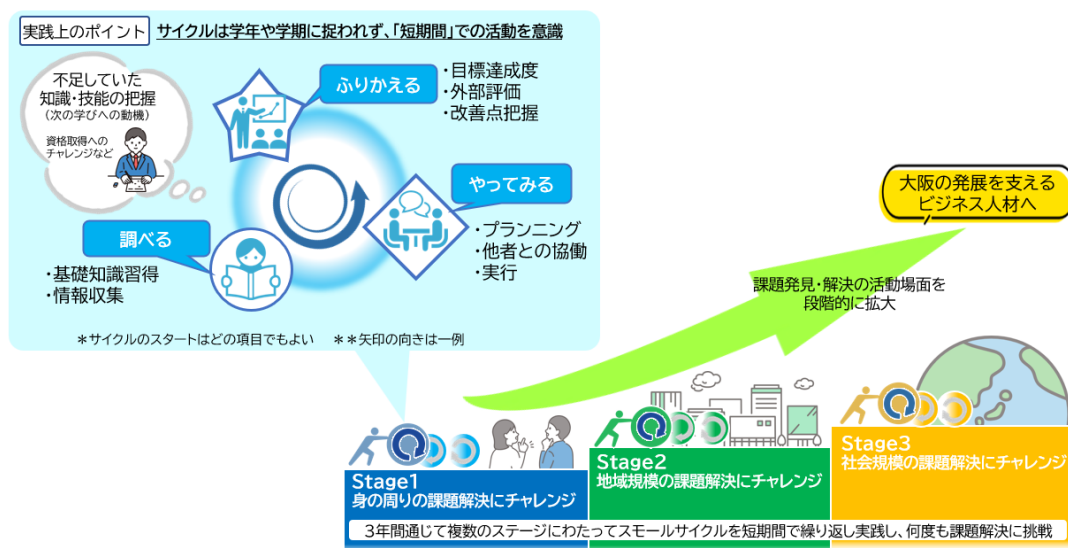 実践上のポイント サイクルは学年や学期に捉われず、「短期間」での活動を意識
不足していた
知識・技能の把握
(次の学びへの動機)
資格取得への
チャレンジなど
ふりかえる
・目標達成度
・外部評価
・改善点把握
やってみる
・プランニング
・他者との協働
・実行
調べる
・基礎知識習得
・情報収集
＊サイクルのスタートはどの項目でもよい ＊＊矢印の向きは一例
大阪の発展を支える
ビジネス人材へ
課題発見・解決の活動場面を
段階的に拡大
Stage1
身の周りの課題解決にチャレンジ
Stage2
地域規模の課題解決にチャレンジ
Stage3
社会規模の課題解決にチャレンジ
3年間通じて複数のステージにわたってスモールサイクルを短期間で繰り返し実践し、何度も課題解決に挑戦